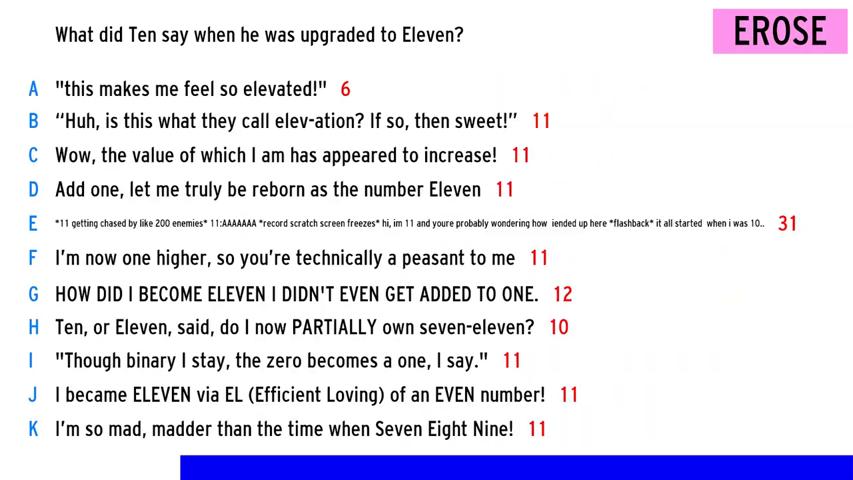 What did Ten say when he was upgraded to Eleven?
EROSE
A "this makes me feel so elevated!" 6
B “Huh, is this what they call elev-ation? If so, then sweet!” 11
C Wow, the value of which I am has appeared to increase! 11
D Add one, let me truly be reborn as the number Eleven 11
E *11 getting chased by like 200 enemies* 11:AAAAAAA *record scratch screen freezes* hi, im 11 and youre probably wondering how iended up here *flashback* it all started when i was 10.. 31
F I’m now one higher, so you’re technically a peasant to me 11
G HOW DID I BECOME ELEVEN I DIDN'T EVEN GET ADDED TO ONE. 12
H Ten, or Eleven, said, do I now PARTIALLY own seven-eleven? 10
I "Though binary I stay, the zero becomes a one, I say." 11
J I became ELEVEN via EL (Efficient Loving) of an EVEN number! 11
K I’m so mad, madder than the time when Seven Eight Nine! 11